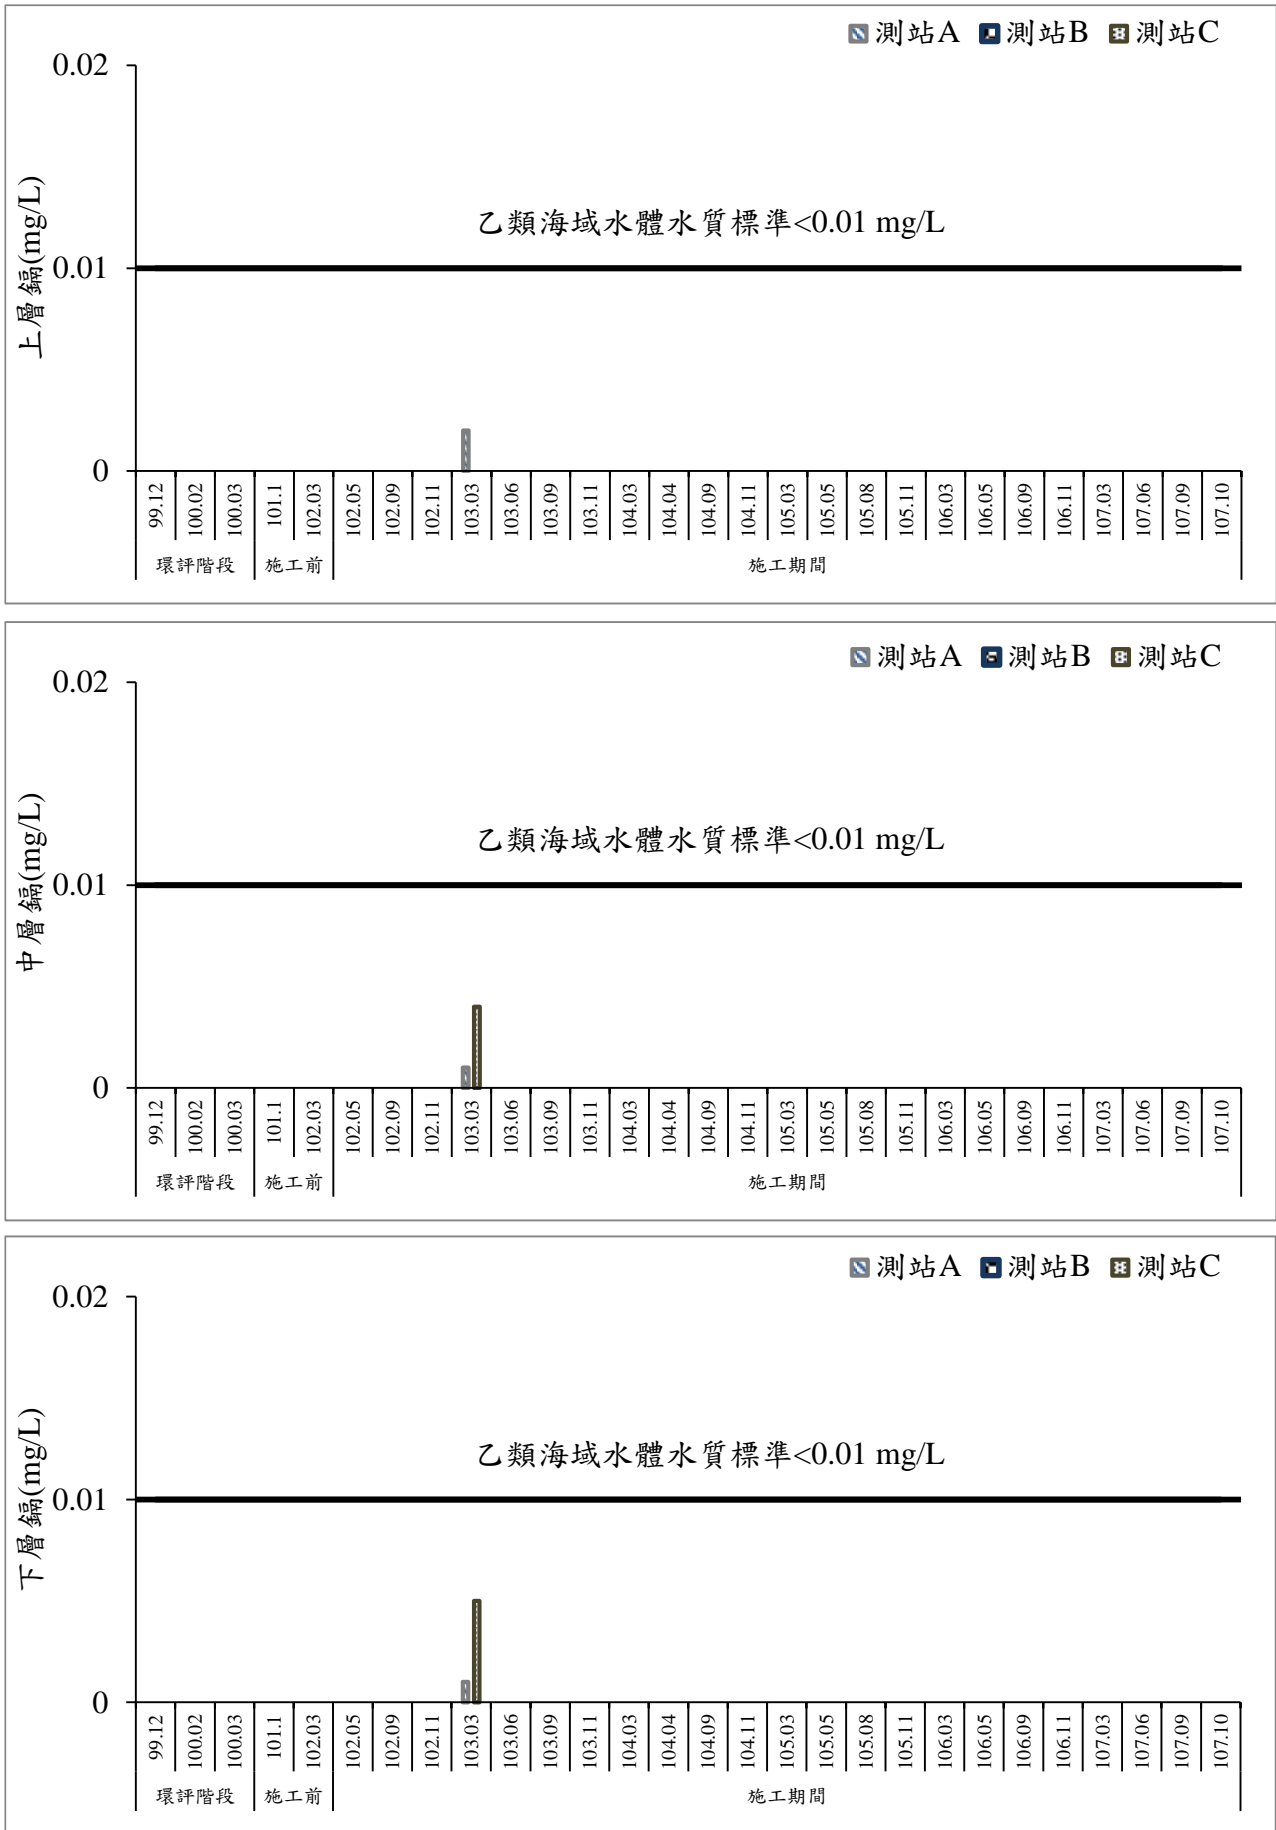 測站A 測站B 測站C
0.02
乙類海域水體水質標準<0.01 mg/L
0.01
上層鎘(mg/L)
0
99.12 100.02 100.03 101.1 102.03 102.05 102.09 102.11 103.03 103.06 103.09 103.11 104.03 104.04 104.09 104.11 105.03 105.05 105.08 105.11 106.03 106.05 106.09 106.11 107.03 107.06 107.09 107.10
環評階段 施工前 施工期間
測站A 測站B 測站C
0.02
乙類海域水體水質標準<0.01 mg/L
0.01
中層鎘(mg/L)
0
99.12 100.02 100.03 101.1 102.03 102.05 102.09 102.11 103.03 103.06 103.09 103.11 104.03 104.04 104.09 104.11 105.03 105.05 105.08 105.11 106.03 106.05 106.09 106.11 107.03 107.06 107.09 107.10
環評階段 施工前 施工期間
測站A 測站B 測站C
0.02
乙類海域水體水質標準<0.01 mg/L
0.01
下層鎘(mg/L)
0
99.12 100.02 100.03 101.1 102.03 102.05 102.09 102.11 103.03 103.06 103.09 103.11 104.03 104.04 104.09 104.11 105.03 105.05 105.08 105.11 106.03 106.05 106.09 106.11 107.03 107.06 107.09 107.10
環評階段 施工前 施工期間